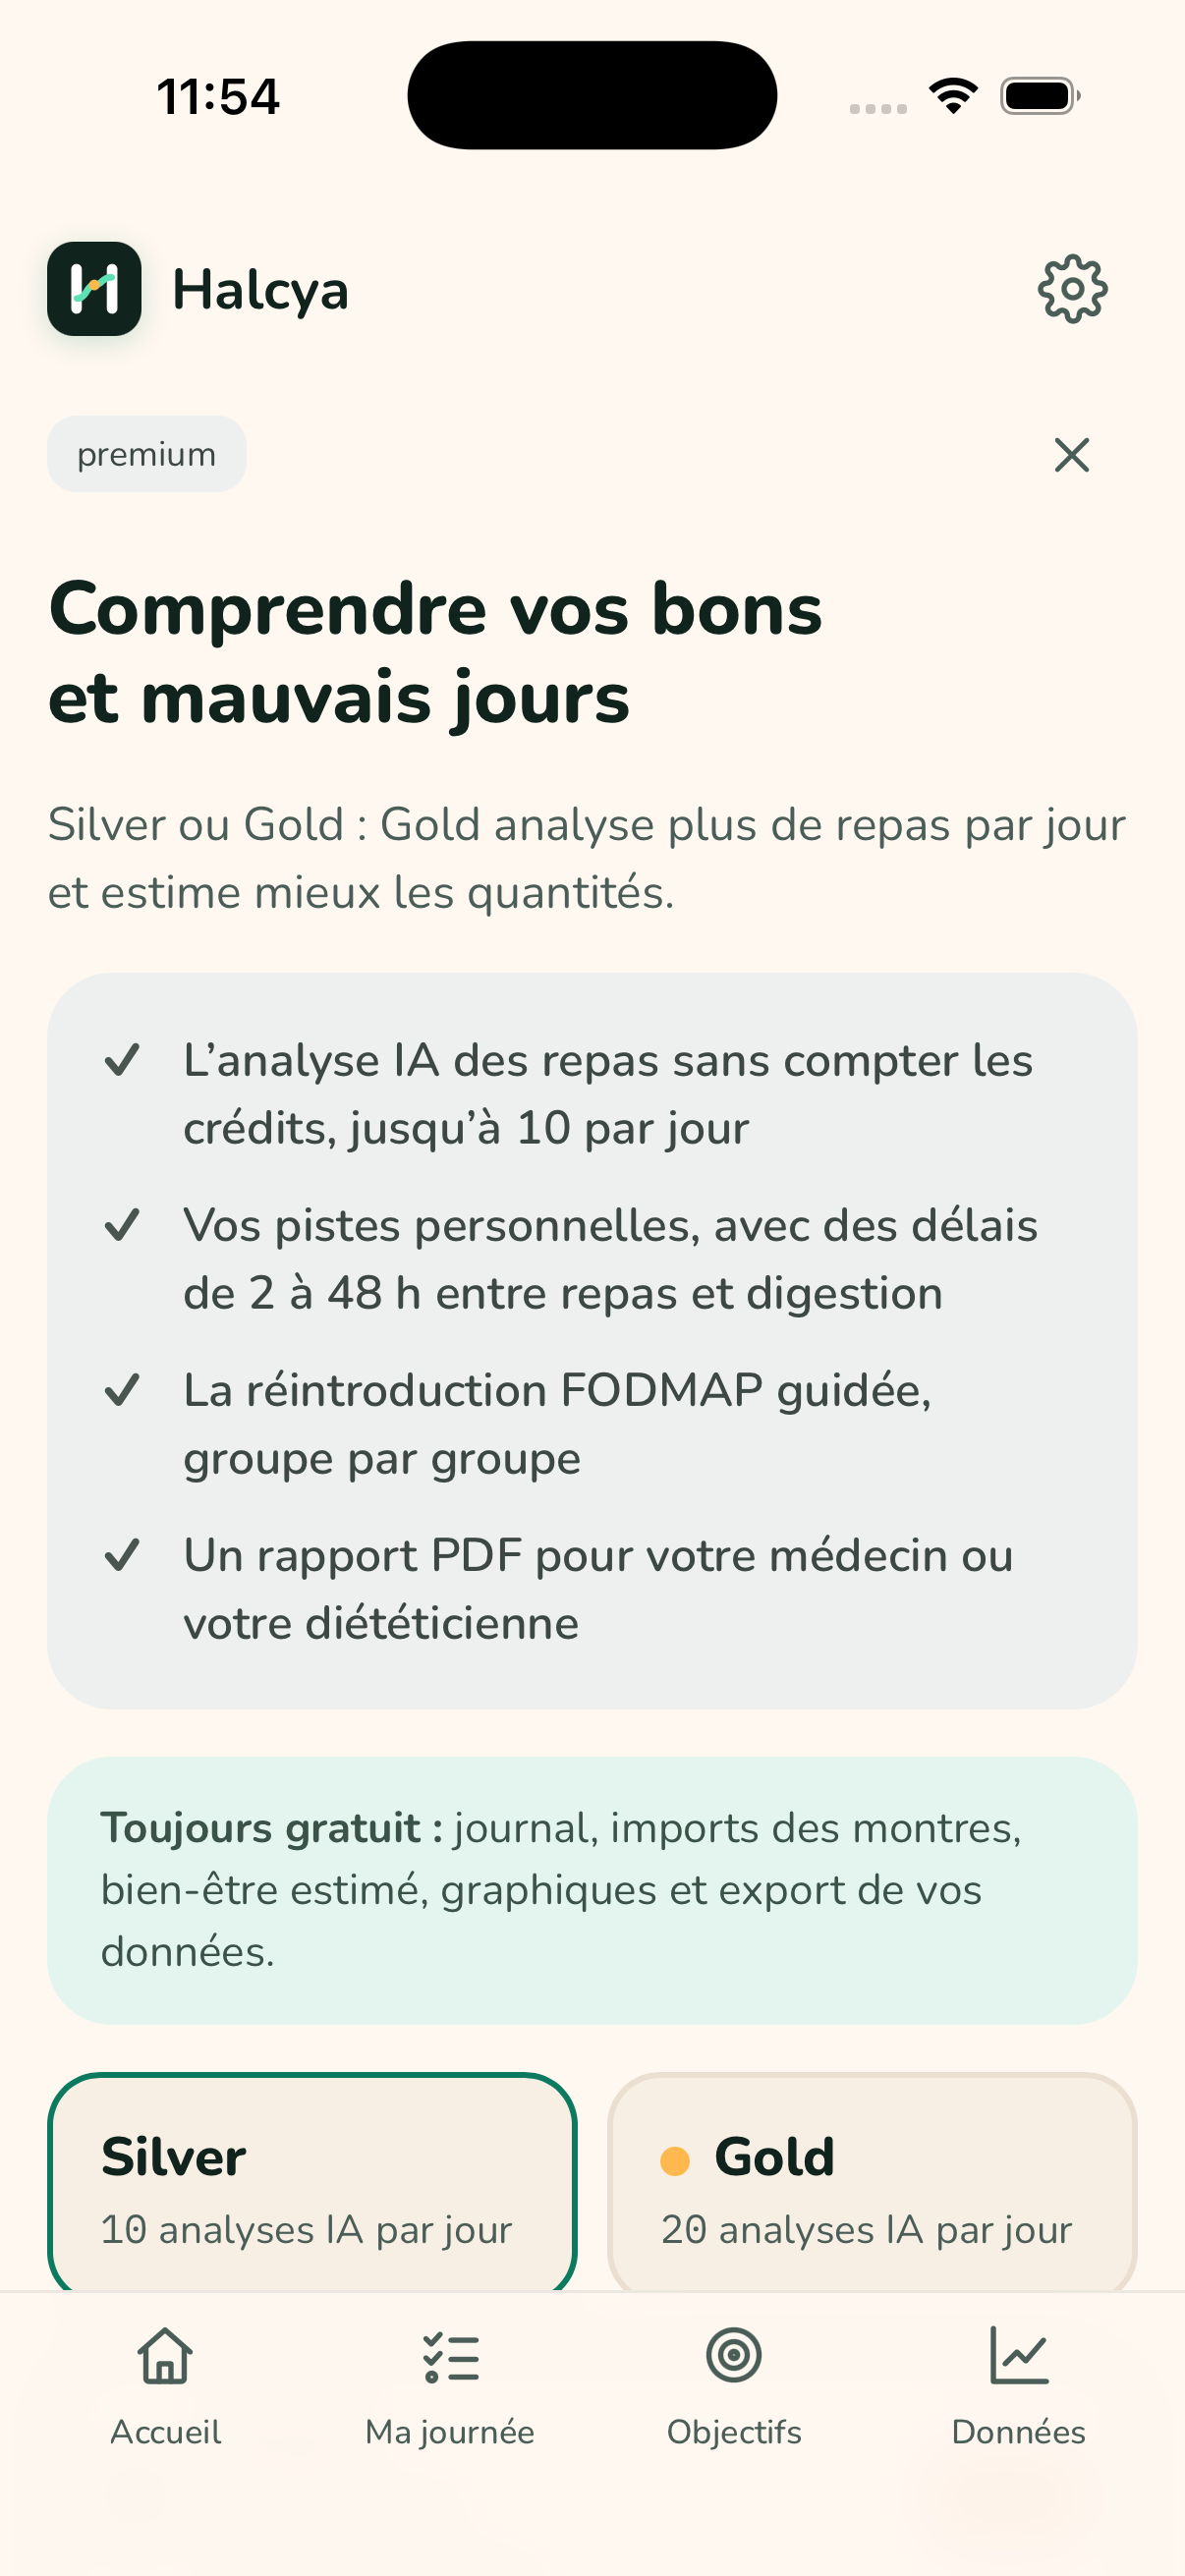 11:54
Halcya
premium
Comprendre vos bons
et mauvais jours
Silver ou Gold : Gold analyse plus de repas par jour
et estime mieux les quantités.
L’analyse IA des repas sans compter les
crédits, jusqu’à 10 par jour
Vos pistes personnelles, avec des délais
de 2 à 48 h entre repas et digestion
La réintroduction FODMAP guidée,
groupe par groupe
Un rapport PDF pour votre médecin ou
votre diététicienne
Toujours gratuit : journal, imports des montres,
bien-être estimé, graphiques et export de vos
données.
Silver
10 analyses IA par jour
Gold
20 analyses IA par jour
Accueil
Ma journée
Objectifs
Données